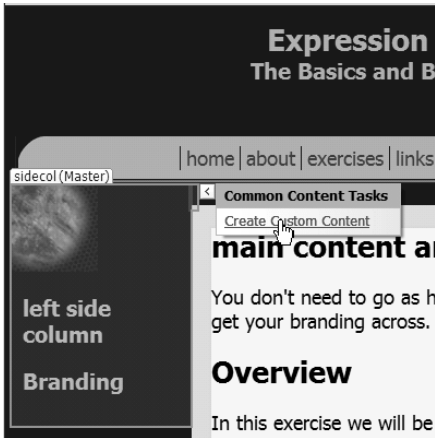 Expression
The Basics and B
home about exercises links
sidecol (Master)
< Common Content Tasks
Create Custom Content
main content a
left side
column
Branding
You don't need to go as h
get your branding across.
Overview
In this exercise we will be